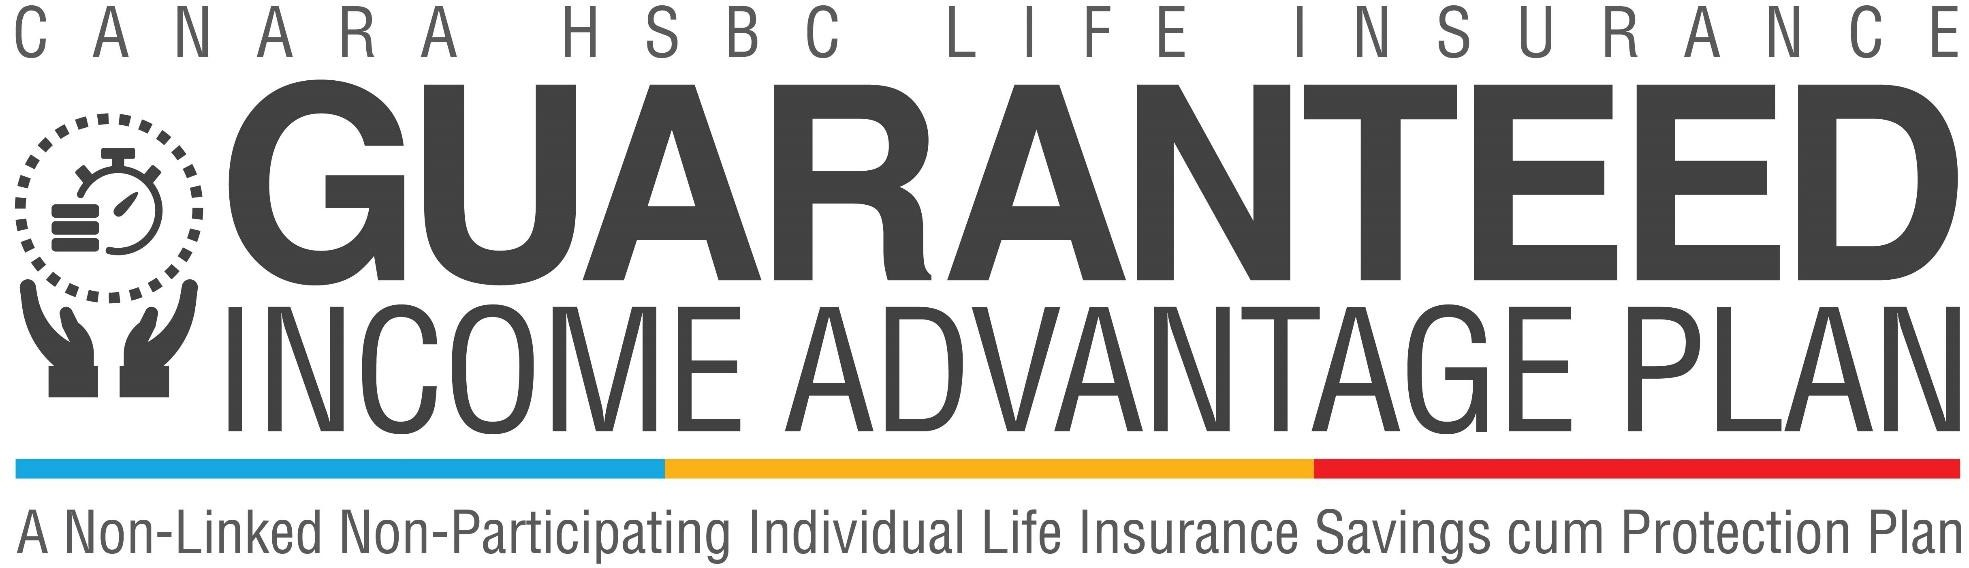 CANARA HSBC LIFE INSURANCE
GUARANTEED
INCOME ADVANTAGE PLAN
A Non-Linked Non-Participating Individual Life Insurance Savings cum Protection Plan